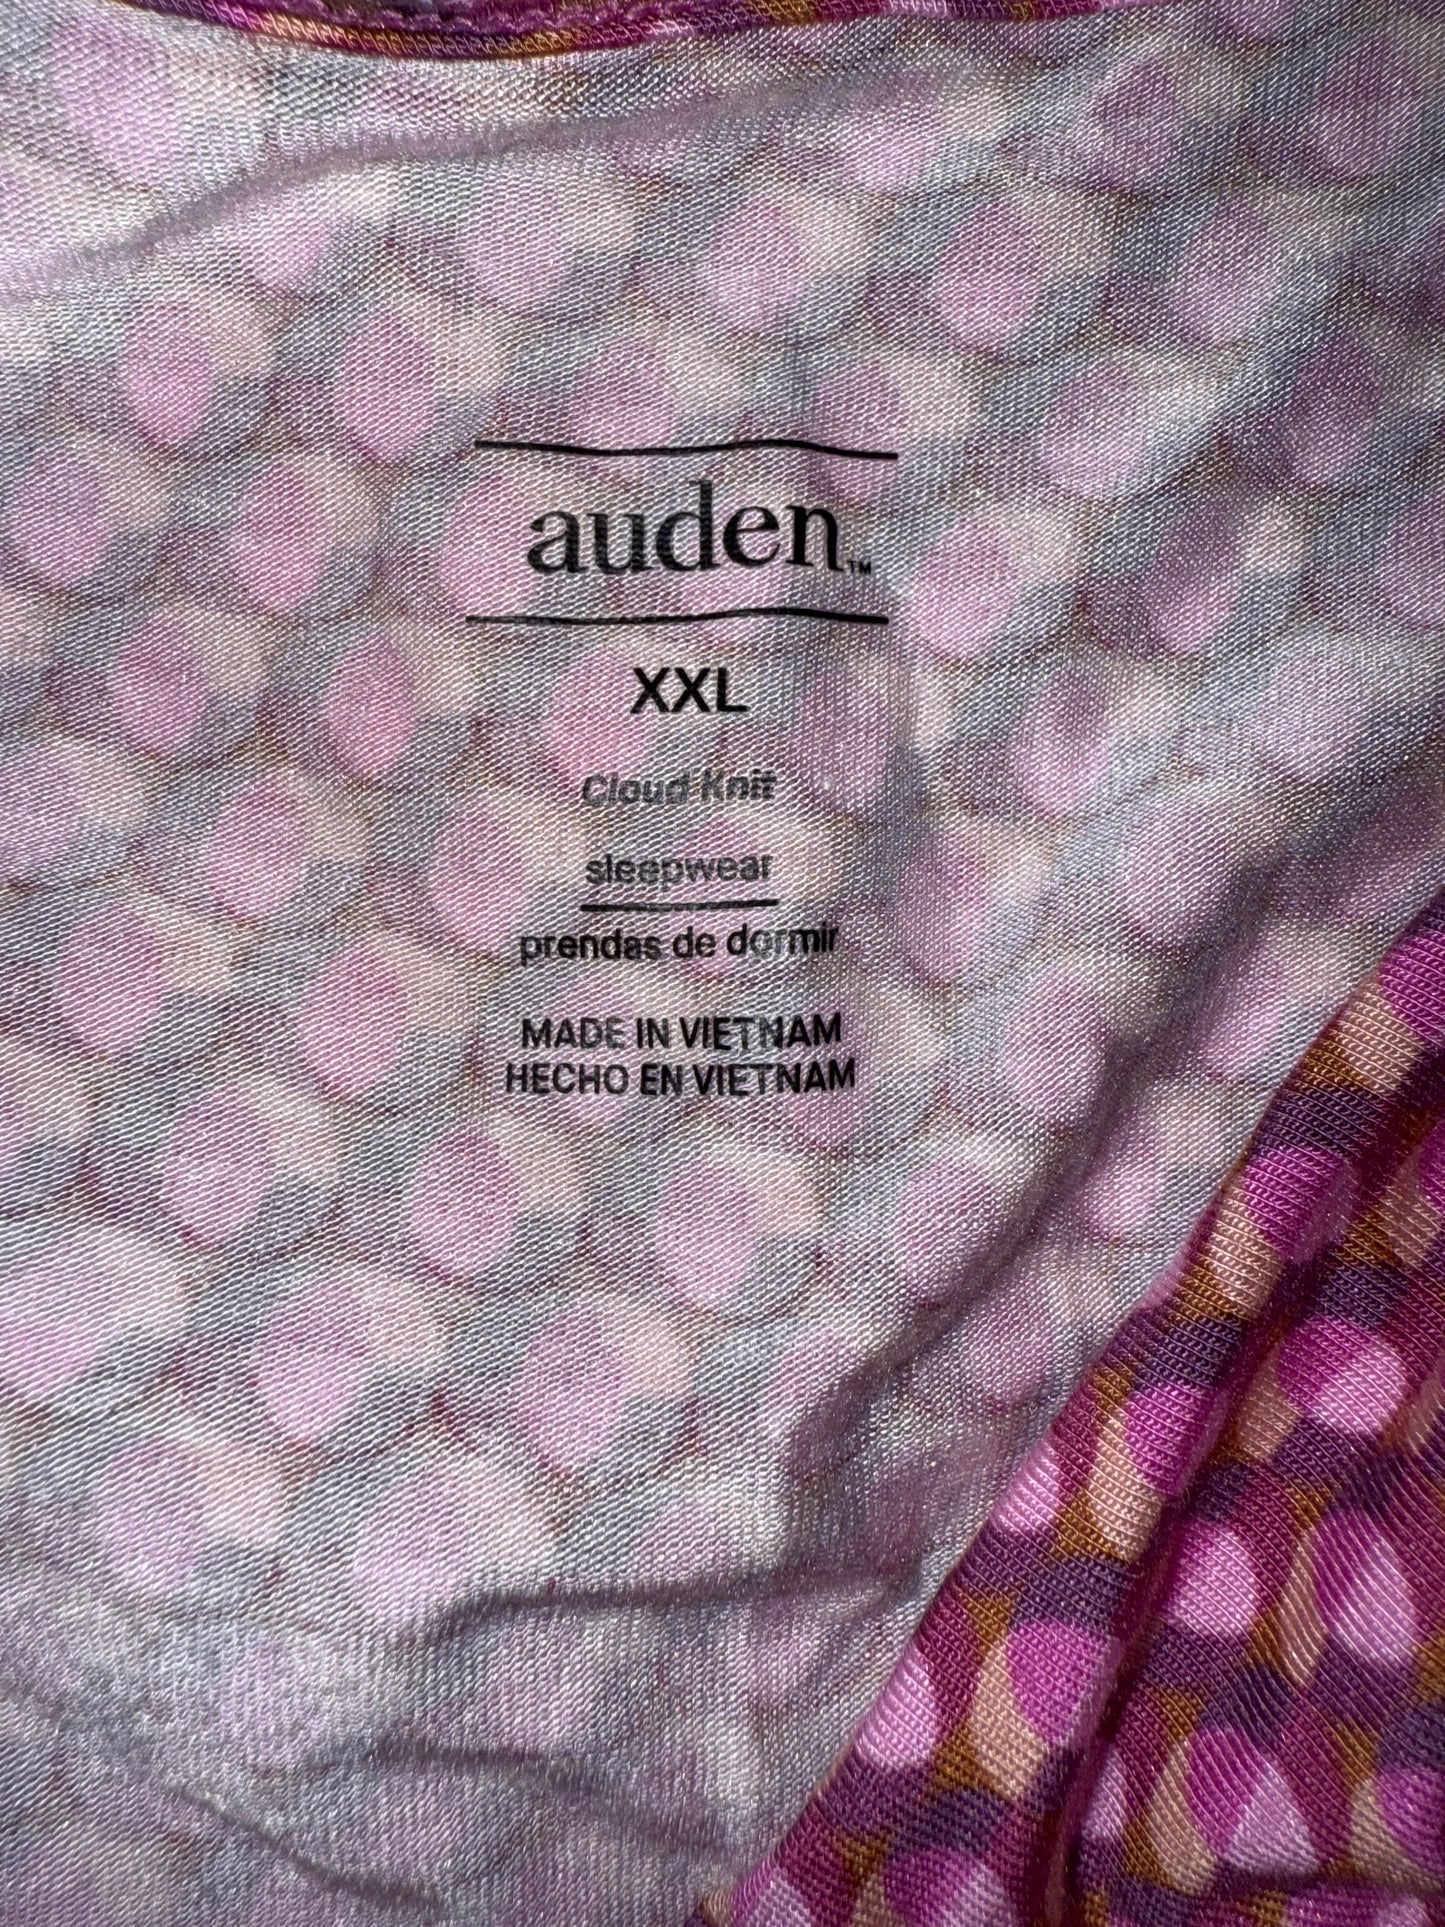 auden™
XXL
Cloud Knit
sleepwear
prendas de dormir
MADE IN VIETNAM
HECHO EN VIETNAM